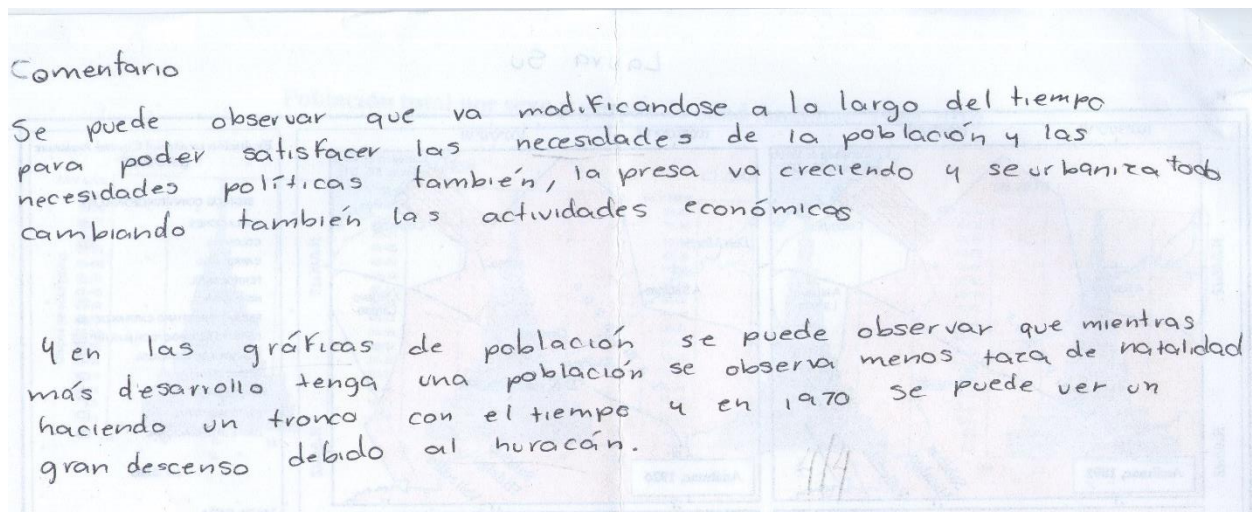 Comentario
Se puede observar que va modificandose a lo largo del tiempo
para poder satisfacer las necesidades de la población y las
necesidades políticas también, la presa va creciendo y se urbaniza todo
cambiando también las actividades económicas
y en las gráficas de población se puede observar que mientras
más desarrollo tenga una población se observa menos taza de natalidad
haciendo un tronco con el tiempo y en 1970 se puede ver un
gran descenso debido al huracán.